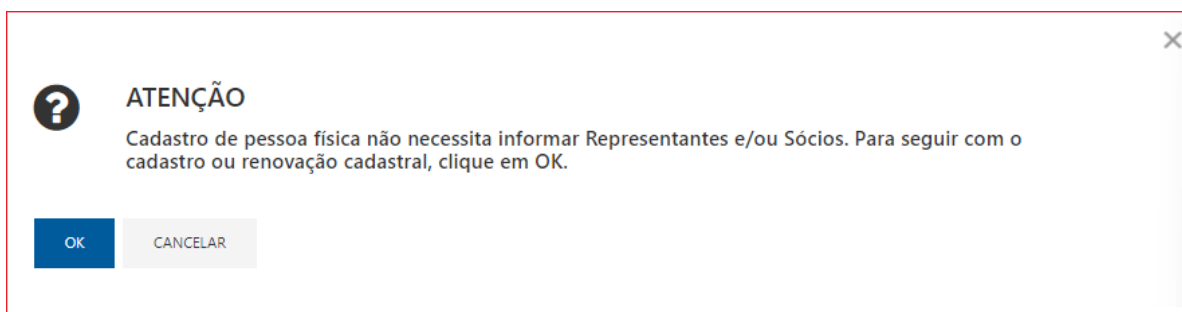 ATENÇÃO
Cadastro de pessoa física não necessita informar Representantes e/ou Sócios. Para seguir com o
cadastro ou renovação cadastral, clique em OK.
OK CANCELAR